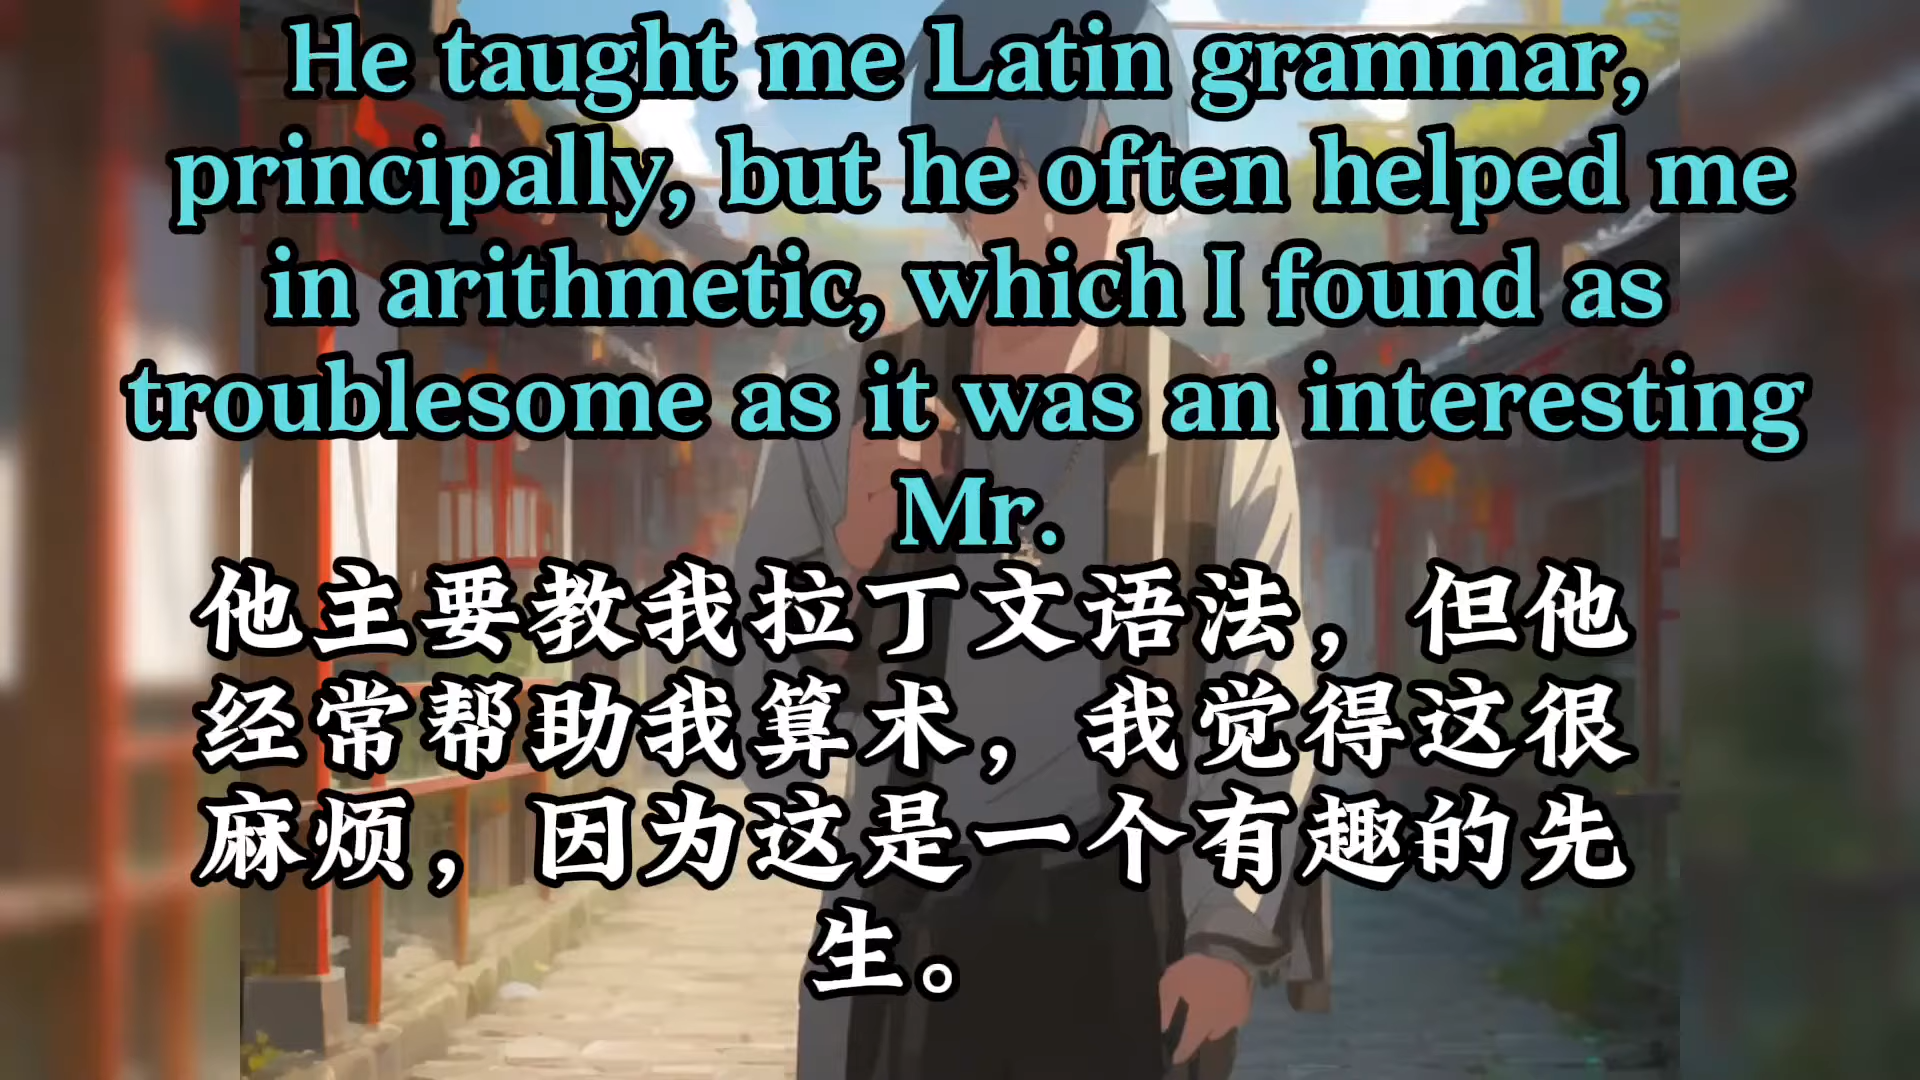 He taught me Latin grammar,
principally, but he often helped me
in arithmetic, which I found as
troublesome as it was an interesting
Mr.
他主要教我拉丁文语法，但他
经常帮助我算术，我觉得这很
麻烦，因为这是一个有趣的先
生。